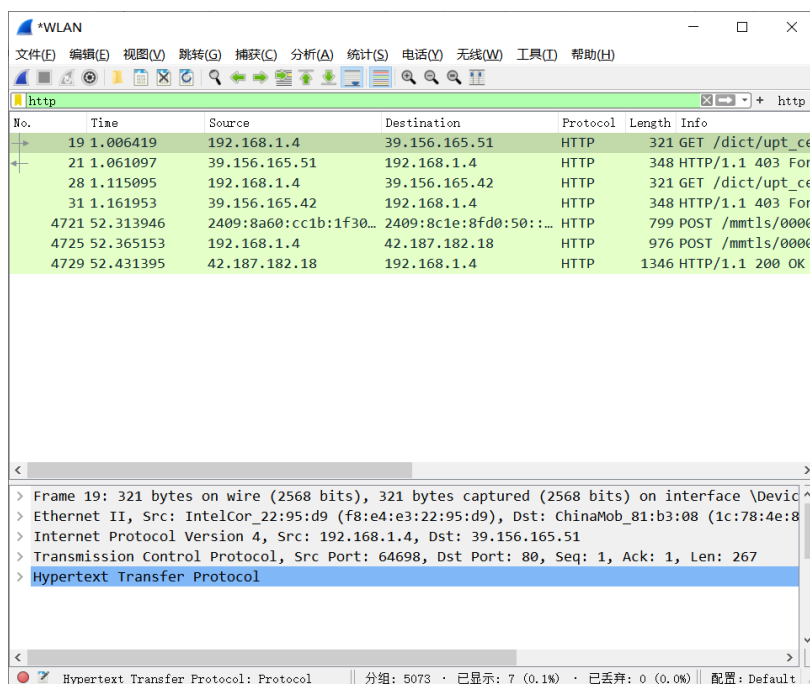 *WLAN
文件(F) 编辑(E) 视图(V) 跳转(G) 捕获(C) 分析(A) 统计(S) 电话(Y) 无线(W) 工具(T) 帮助(H)
http + http
No. Time Source Destination Protocol Length Info
19 1.006419 192.168.1.4 39.156.165.51 HTTP 321 GET /dict/upt_ce
21 1.061097 39.156.165.51 192.168.1.4 HTTP 348 HTTP/1.1 403 For
28 1.115095 192.168.1.4 39.156.165.42 HTTP 321 GET /dict/upt_ce
31 1.161953 39.156.165.42 192.168.1.4 HTTP 348 HTTP/1.1 403 For
4721 52.313946 2409:8a60:cc1b:1f30… 2409:8c1e:8fd0:50::… HTTP 799 POST /mmtls/0000
4725 52.365153 192.168.1.4 42.187.182.18 HTTP 976 POST /mmtls/0000
4729 52.431395 42.187.182.18 192.168.1.4 HTTP 1346 HTTP/1.1 200 OK
Frame 19: 321 bytes on wire (2568 bits), 321 bytes captured (2568 bits) on interface \Devic
Ethernet II, Src: IntelCor_22:95:d9 (f8:e4:e3:22:95:d9), Dst: ChinaMob_81:b3:08 (1c:78:4e:8
Internet Protocol Version 4, Src: 192.168.1.4, Dst: 39.156.165.51
Transmission Control Protocol, Src Port: 64698, Dst Port: 80, Seq: 1, Ack: 1, Len: 267
Hypertext Transfer Protocol
Hypertext Transfer Protocol: Protocol 分组: 5073 · 已显示: 7 (0.1%) · 已丢弃: 0 (0.0%) 配置: Default